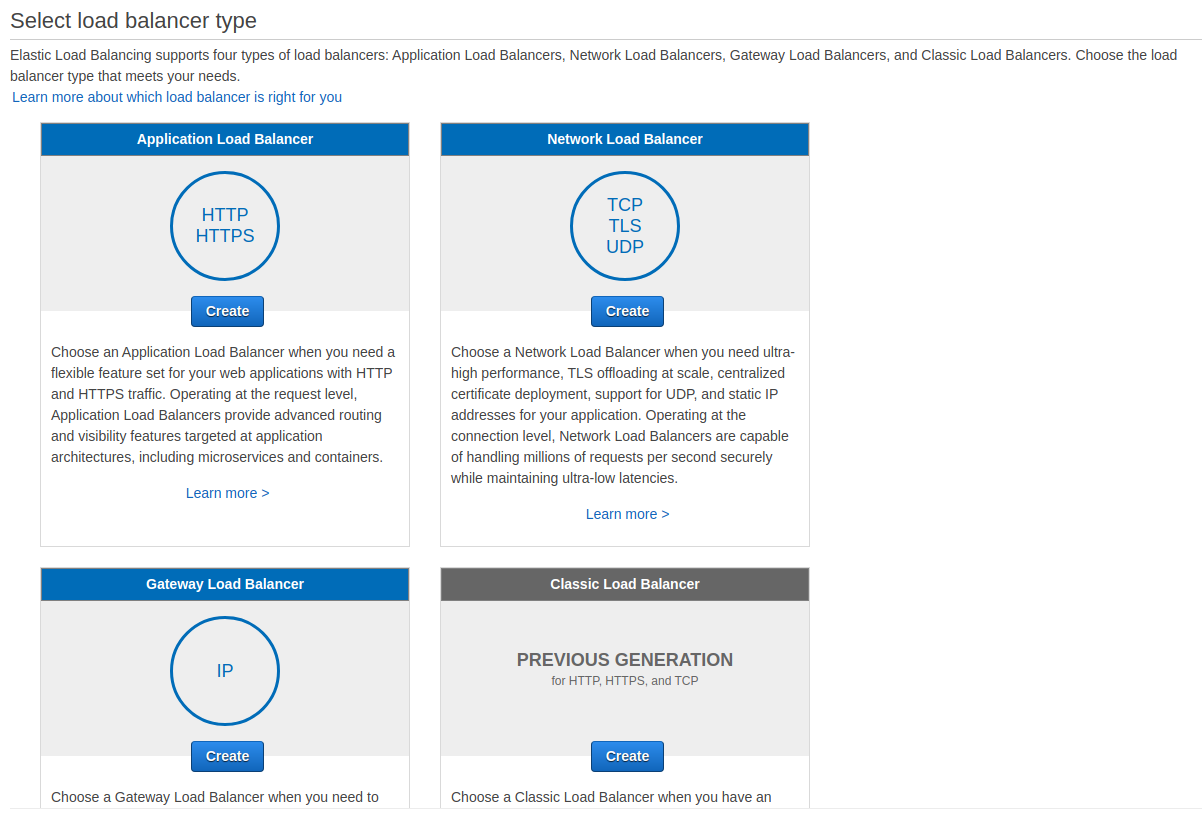 Select load balancer type
Elastic Load Balancing supports four types of load balancers: Application Load Balancers, Network Load Balancers, Gateway Load Balancers, and Classic Load Balancers. Choose the load
balancer type that meets your needs.
Learn more about which load balancer is right for you
Application Load Balancer
HTTP
HTTPS
Create
Choose an Application Load Balancer when you need a
flexible feature set for your web applications with HTTP
and HTTPS traffic. Operating at the request level,
Application Load Balancers provide advanced routing
and visibility features targeted at application
architectures, including microservices and containers.
Learn more >
Network Load Balancer
TCP
TLS
UDP
Create
Choose a Network Load Balancer when you need ultra-
high performance, TLS offloading at scale, centralized
certificate deployment, support for UDP, and static IP
addresses for your application. Operating at the
connection level, Network Load Balancers are capable
of handling millions of requests per second securely
while maintaining ultra-low latencies.
Learn more >
Gateway Load Balancer
IP
Create
Choose a Gateway Load Balancer when you need to
Classic Load Balancer
PREVIOUS GENERATION
for HTTP, HTTPS, and TCP
Create
Choose a Classic Load Balancer when you have an